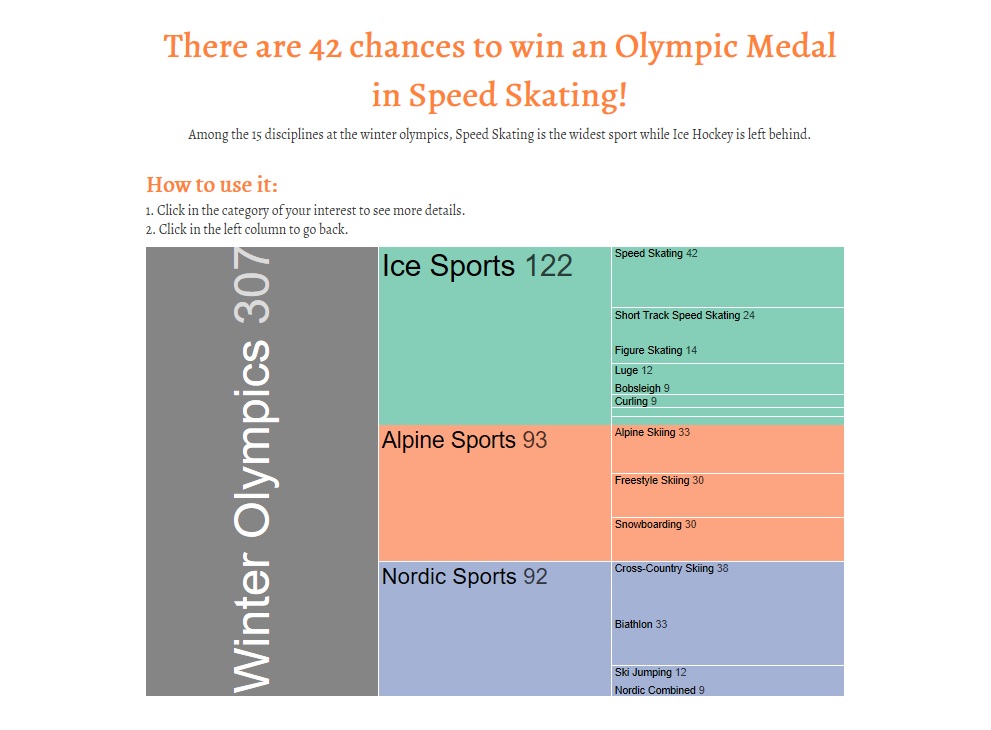 There are 42 chances to win an Olympic Medal
in Speed Skating!
Among the 15 disciplines at the winter olympics, Speed Skating is the widest sport while Ice Hockey is left behind.
How to use it:
1. Click in the category of your interest to see more details.
2. Click in the left column to go back.
Winter Olympics 307
Ice Sports 122
Speed Skating 42
Short Track Speed Skating 24
Figure Skating 14
Luge 12
Bobsleigh 9
Curling 9
Alpine Sports 93
Alpine Skiing 33
Freestyle Skiing 30
Snowboarding 30
Nordic Sports 92
Cross-Country Skiing 38
Biathlon 33
Ski Jumping 12
Nordic Combined 9